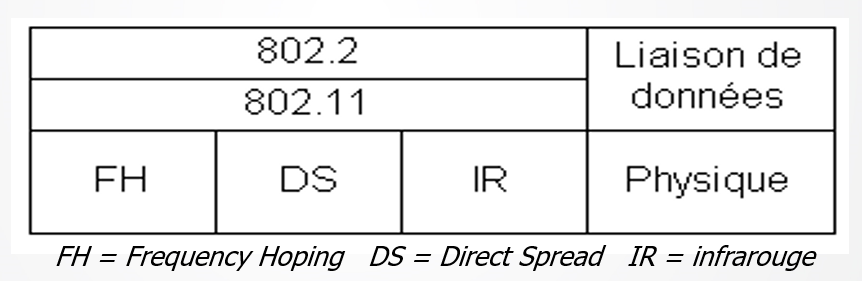 802.2
Liaison de
données
802.11
FH DS IR Physique
FH = Frequency Hoping DS = Direct Spread IR = infrarouge